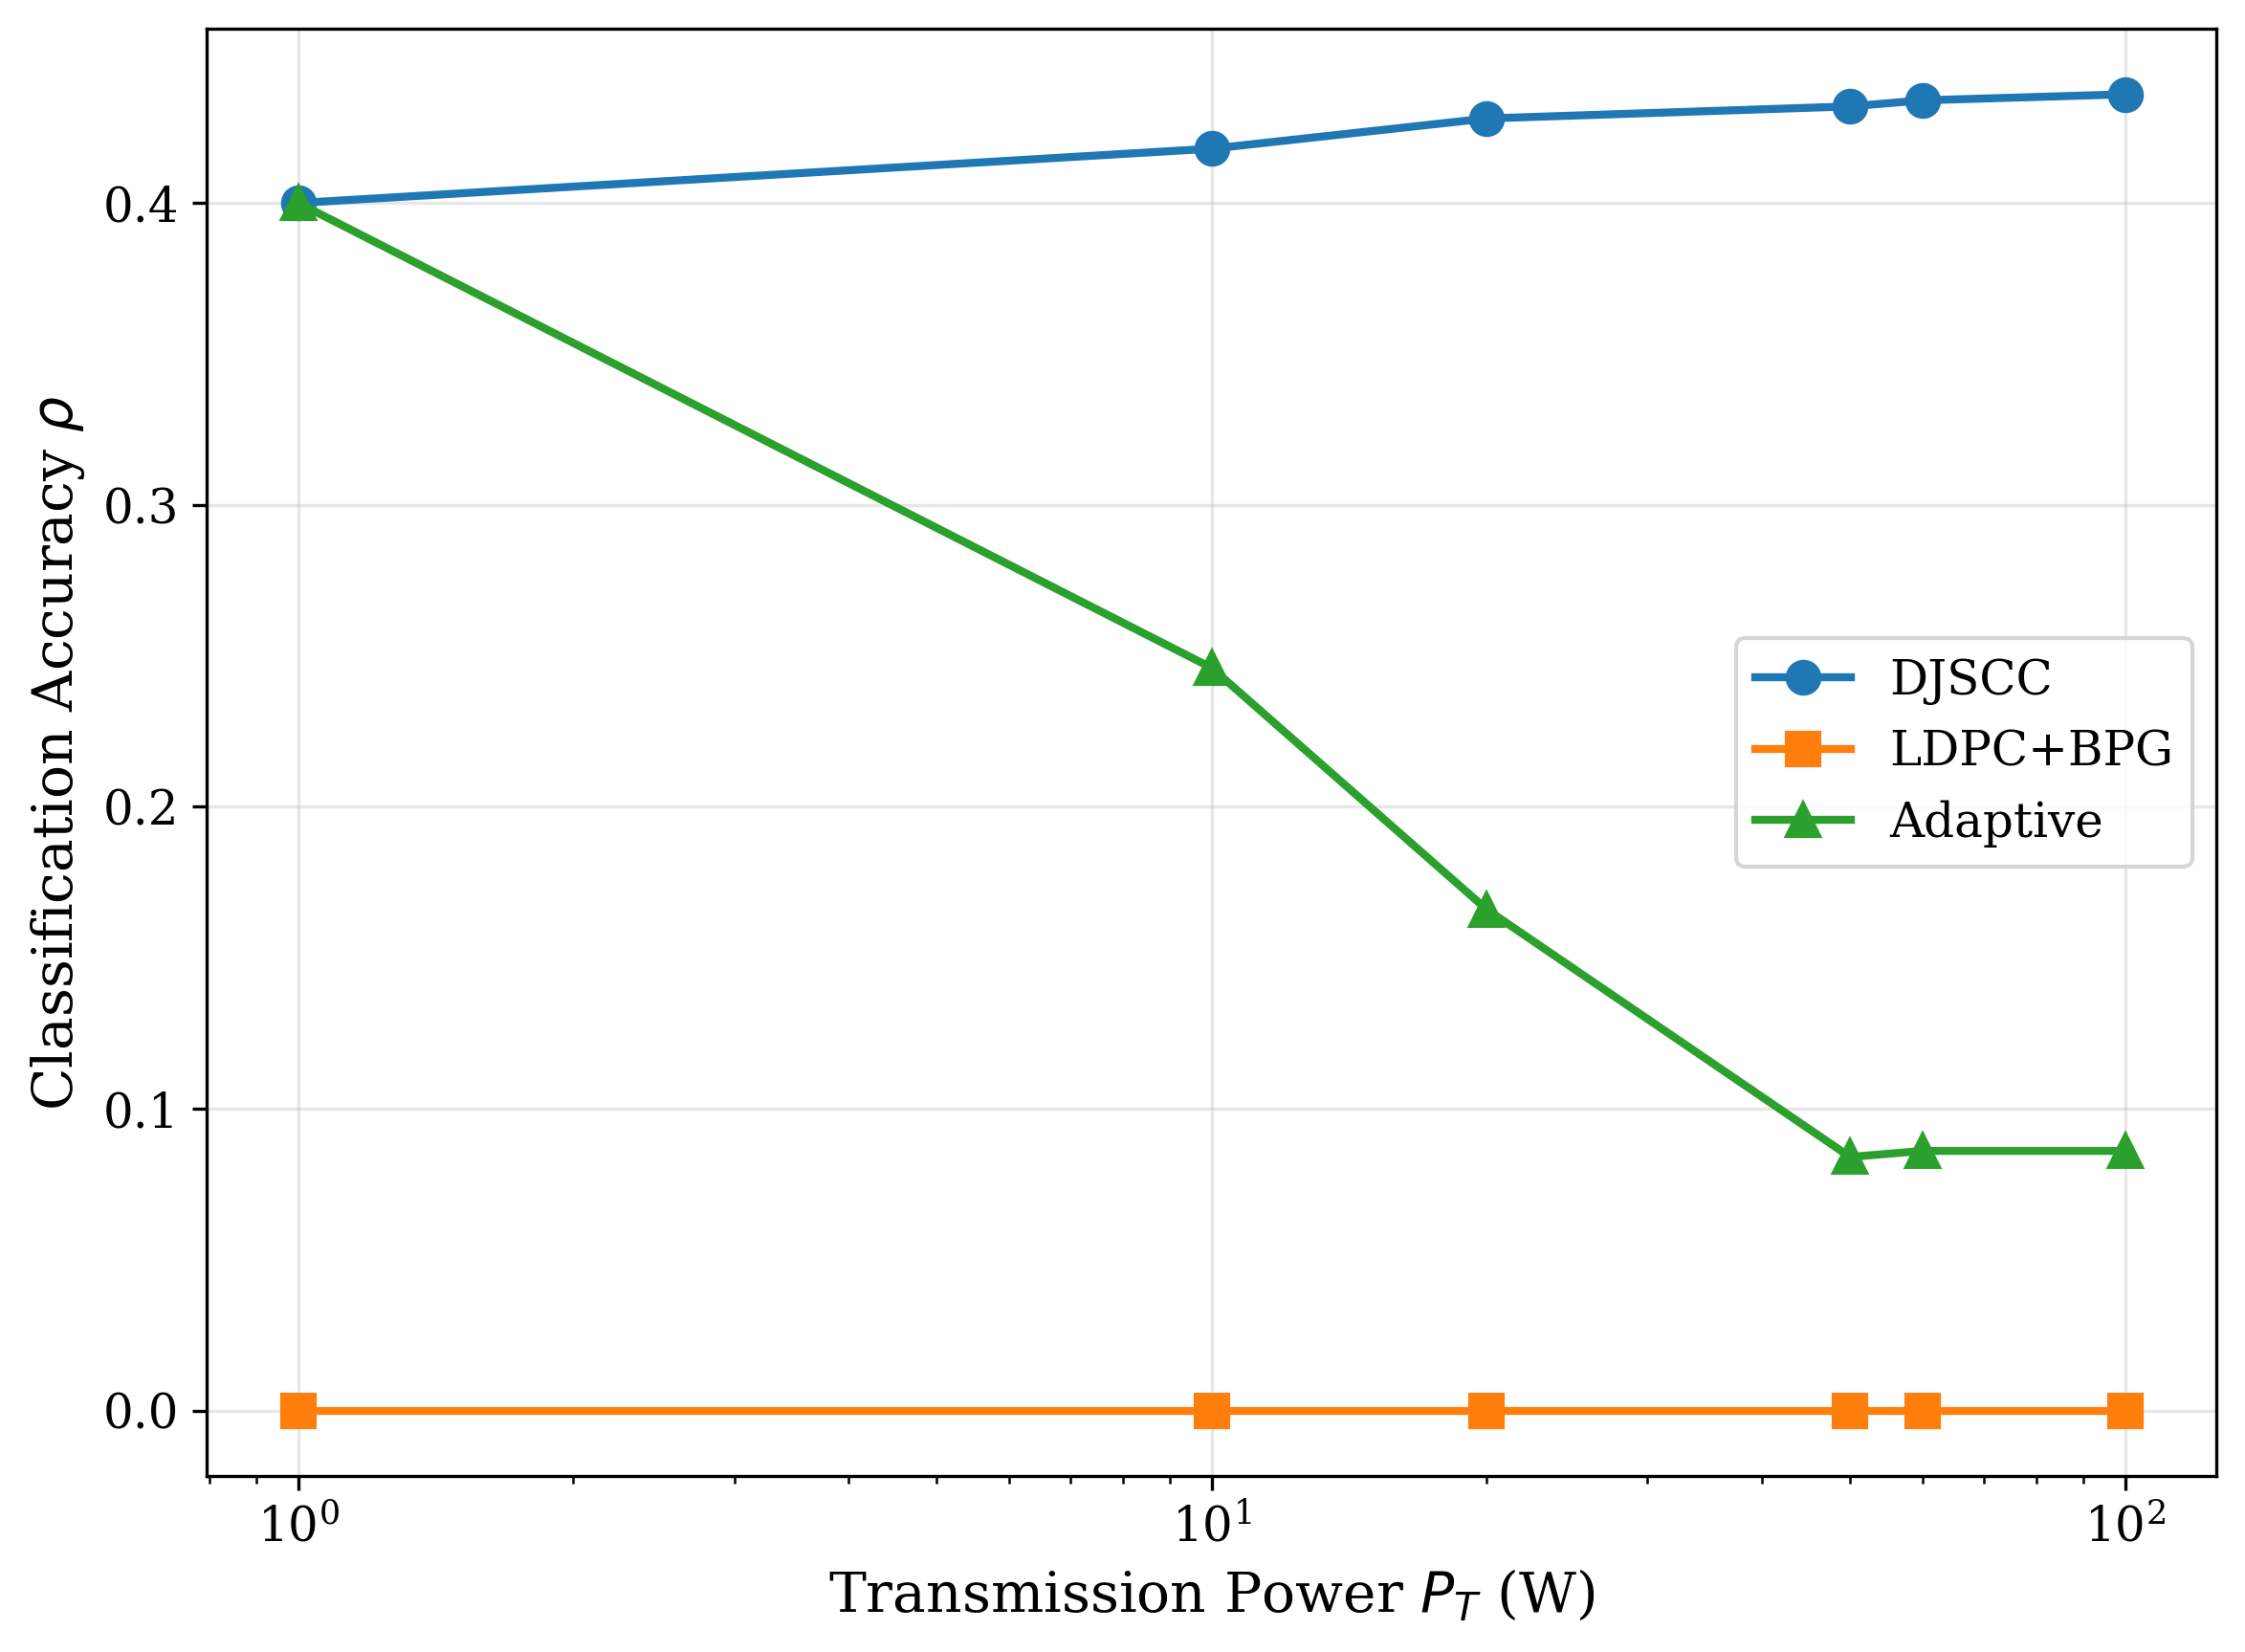 Classification Accuracy ρ
0.4
0.3
0.2
0.1
0.0
DJSCC
LDPC+BPG
Adaptive
10⁰ 10¹ 10²
Transmission Power P_T (W)